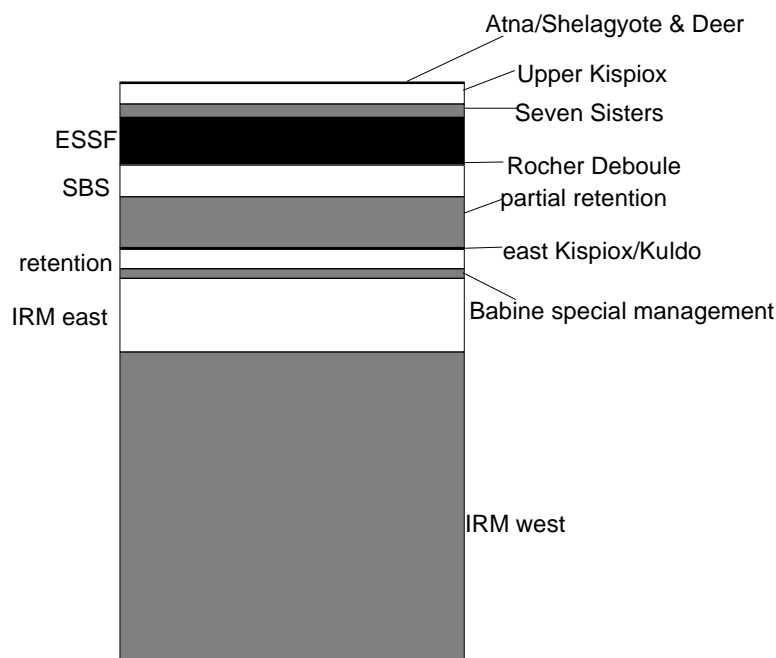 Atna/Shelagyote & Deer
Upper Kispiox
Seven Sisters
ESSF
Rocher Deboule
SBS
partial retention
east Kispiox/Kuldo
retention
Babine special management
IRM east
IRM west